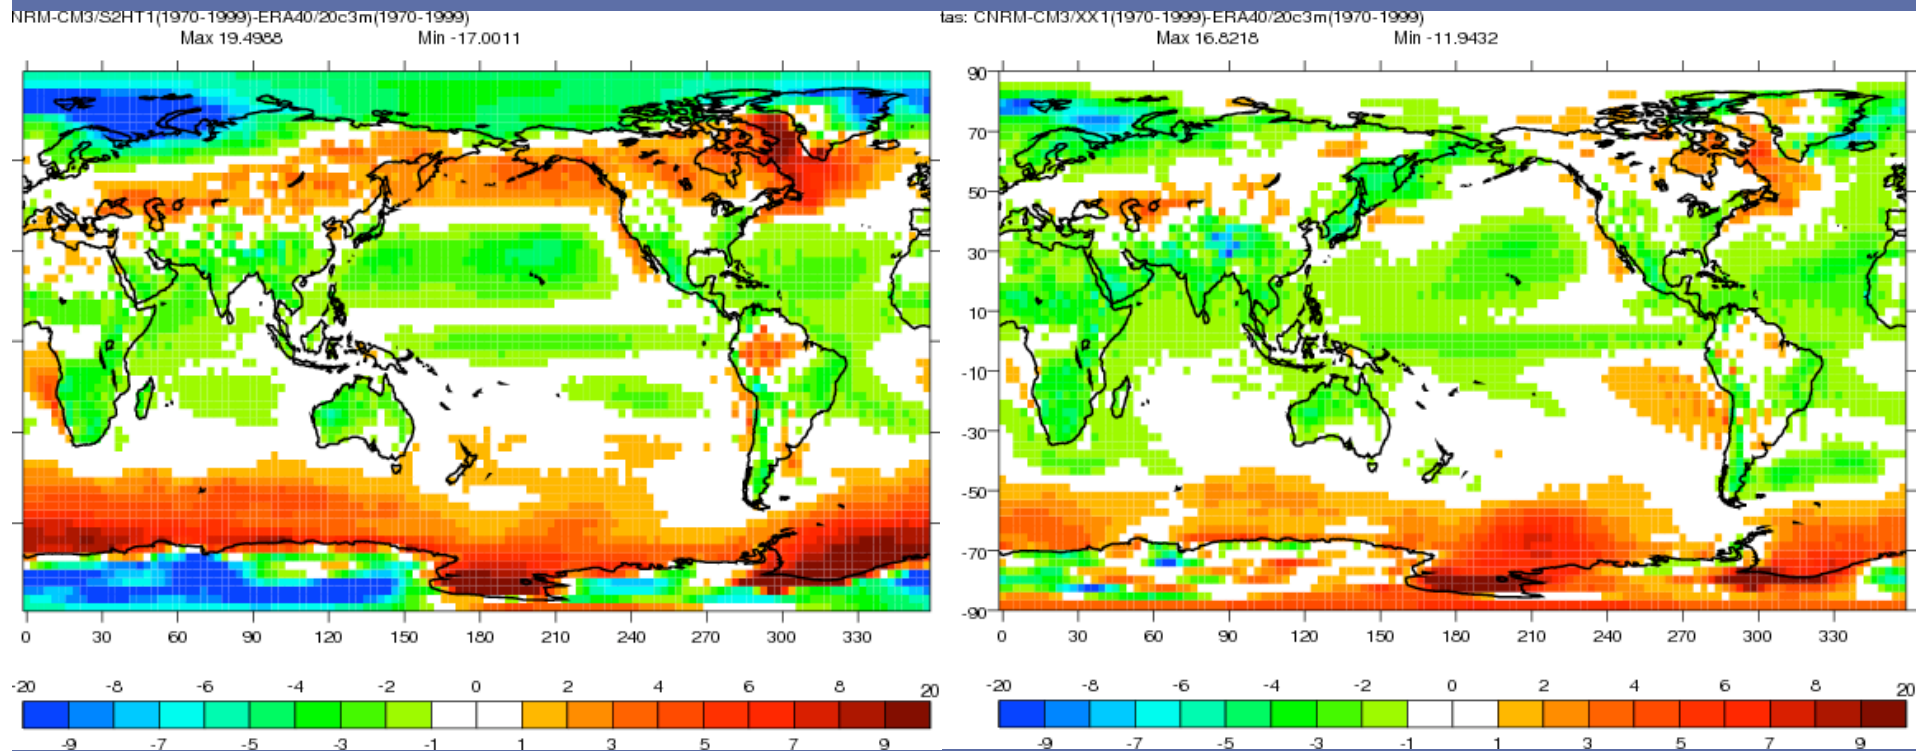 NRM-CM3/S2HT1(1970-1999)-ERA40/20c3m(1970-1999)
Max 19.4988 Min -17.0011
0 30 60 90 120 150 180 210 240 270 300 330
-20 -8 -6 -4 -2 0 2 4 6 8 20
-9 -7 -5 -3 -1 1 3 5 7 9
tas: CNRM-CM3/XX1(1970-1999)-ERA40/20c3m(1970-1999)
Max 16.8218 Min -11.9432
90
70
50
30
10
-10
-30
-50
-70
-90
0 30 60 90 120 150 180 210 240 270 300 330
-20 -8 -6 -4 -2 0 2 4 6 8 20
-9 -7 -5 -3 -1 1 3 5 7 9